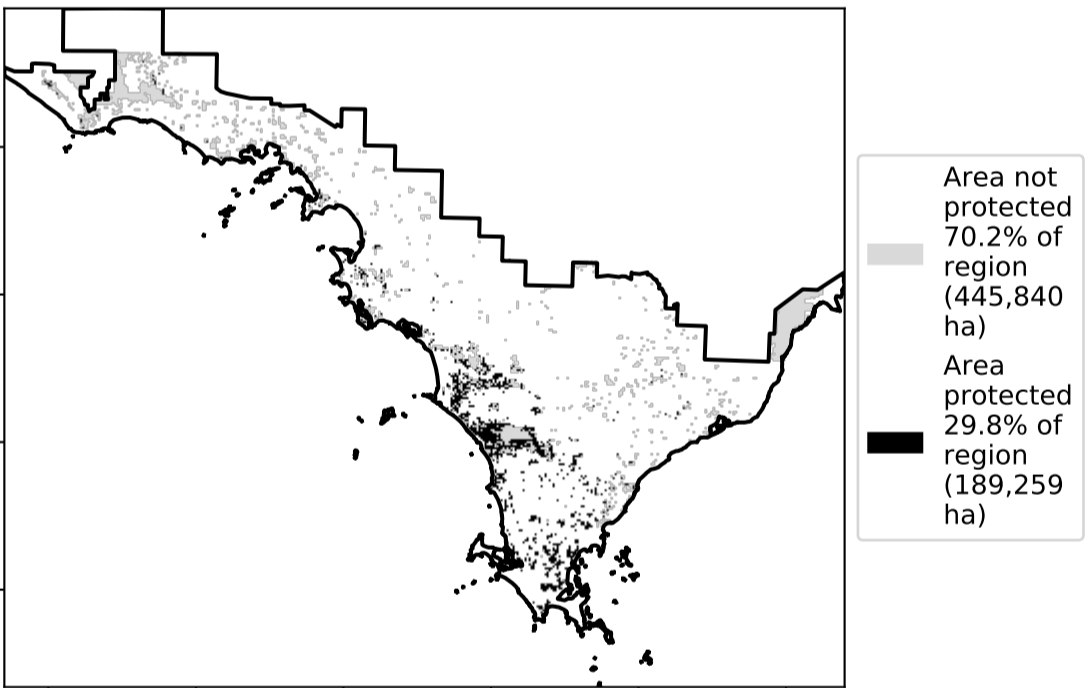 Area not
protected
70.2% of
region
(445,840
ha)
Area
protected
29.8% of
region
(189,259
ha)